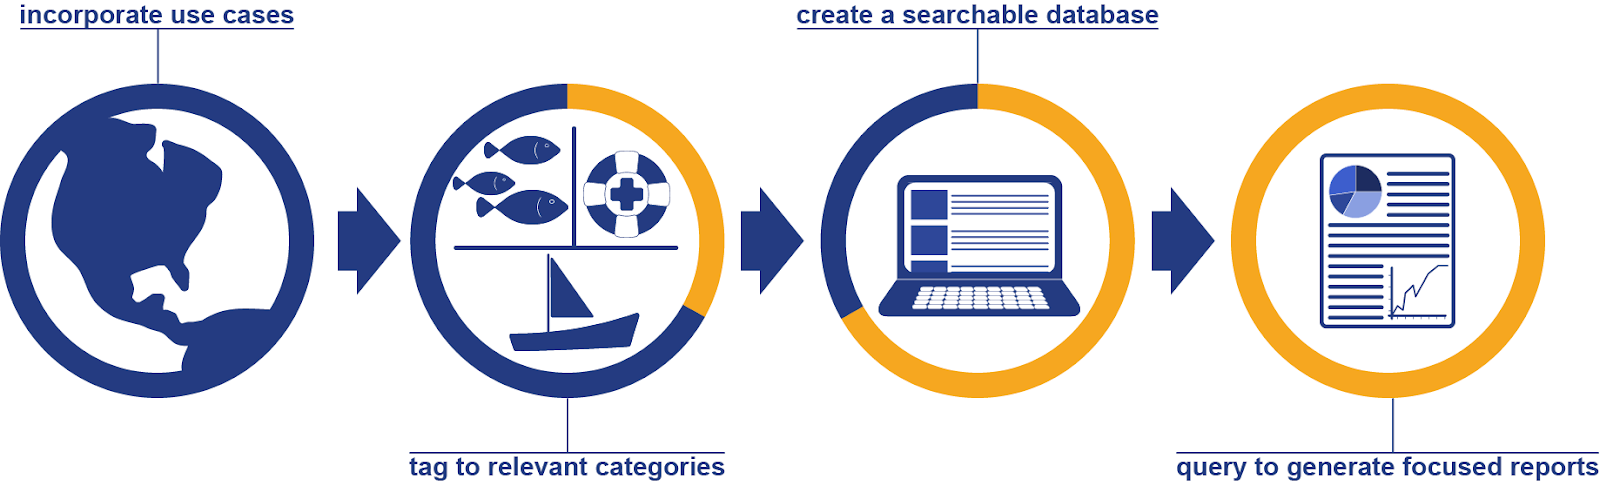 incorporate use cases
create a searchable database
tag to relevant categories
query to generate focused reports